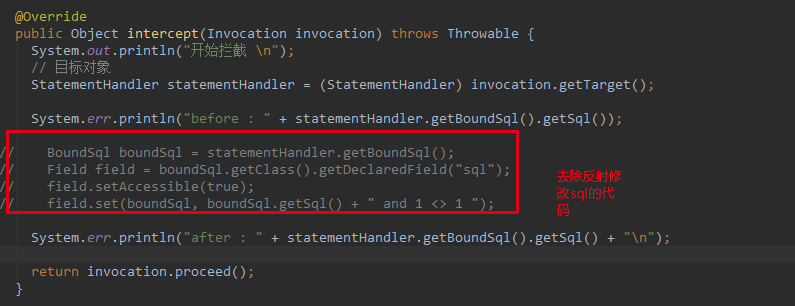 @Override
public Object intercept(Invocation invocation) throws Throwable {
System.out.println("开始拦截 \n");
// 目标对象
StatementHandler statementHandler = (StatementHandler) invocation.getTarget();
System.err.println("before : " + statementHandler.getBoundSql().getSql());
// BoundSql boundSql = statementHandler.getBoundSql();
// Field field = boundSql.getClass().getDeclaredField("sql");
// field.setAccessible(true);
// field.set(boundSql, boundSql.getSql() + " and 1 <> 1 ");
去除反射修
改sql的代
码
System.err.println("after : " + statementHandler.getBoundSql().getSql() + "\n");
return invocation.proceed();
}